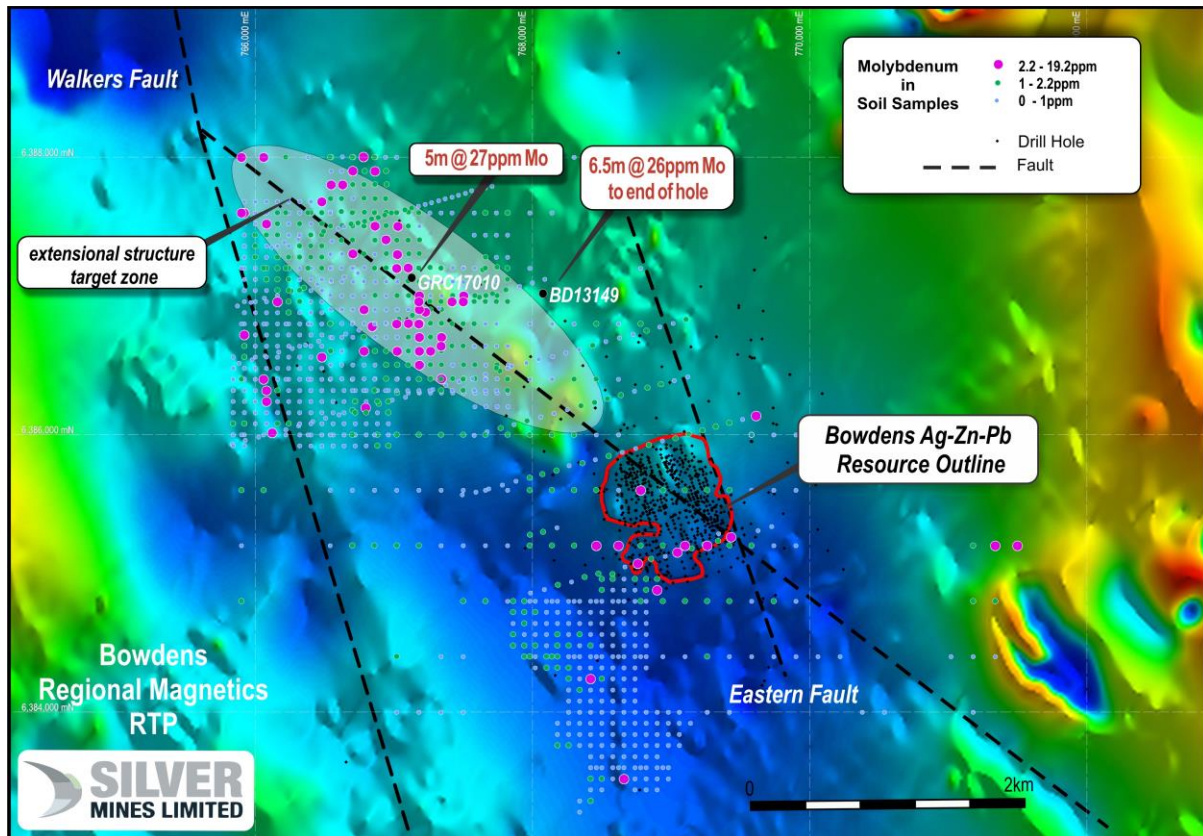 766,000 mE
768,000 mE
770,000 mE
Walkers Fault
Molybdenum
in
Soil Samples
2.2 - 19.2ppm
1 - 2.2ppm
0 - 1ppm
Drill Hole
Fault
6,388,000 mN
5m @ 27ppm Mo
6.5m @ 26ppm Mo
to end of hole
extensional structure
target zone
GRC17010
BD13149
6,386,000 mN
Bowdens Ag-Zn-Pb
Resource Outline
Bowdens
Regional Magnetics
RTP
Eastern Fault
6,384,000 mN
SILVER
MINES LIMITED
0
2km